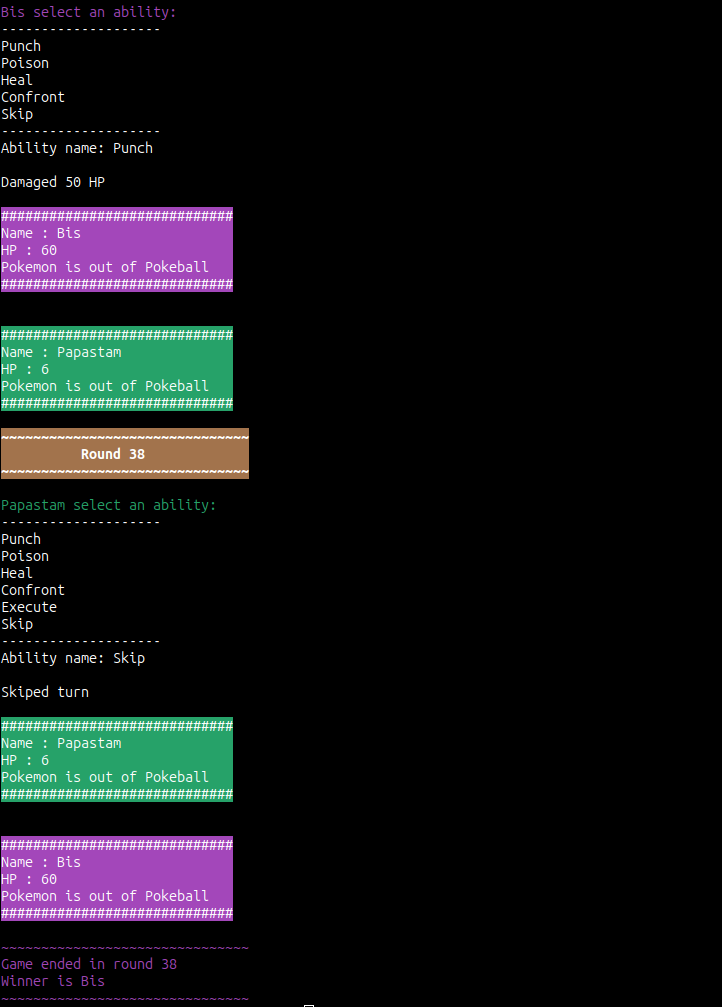 Bis select an ability:
--------------------
Punch
Poison
Heal
Confront
Skip
--------------------
Ability name: Punch
Damaged 50 HP
#############################
Name : Bis
HP : 60
Pokemon is out of Pokeball
#############################
#############################
Name : Papastam
HP : 6
Pokemon is out of Pokeball
#############################
~~~~~~~~~~~~~~~~~~~~~~~~~~~~~~~
Round 38
~~~~~~~~~~~~~~~~~~~~~~~~~~~~~~~
Papastam select an ability:
--------------------
Punch
Poison
Heal
Confront
Execute
Skip
--------------------
Ability name: Skip
Skiped turn
#############################
Name : Papastam
HP : 6
Pokemon is out of Pokeball
#############################
#############################
Name : Bis
HP : 60
Pokemon is out of Pokeball
#############################
~~~~~~~~~~~~~~~~~~~~~~~~~~~~~~~
Game ended in round 38
Winner is Bis
~~~~~~~~~~~~~~~~~~~~~~~~~~~~~~~